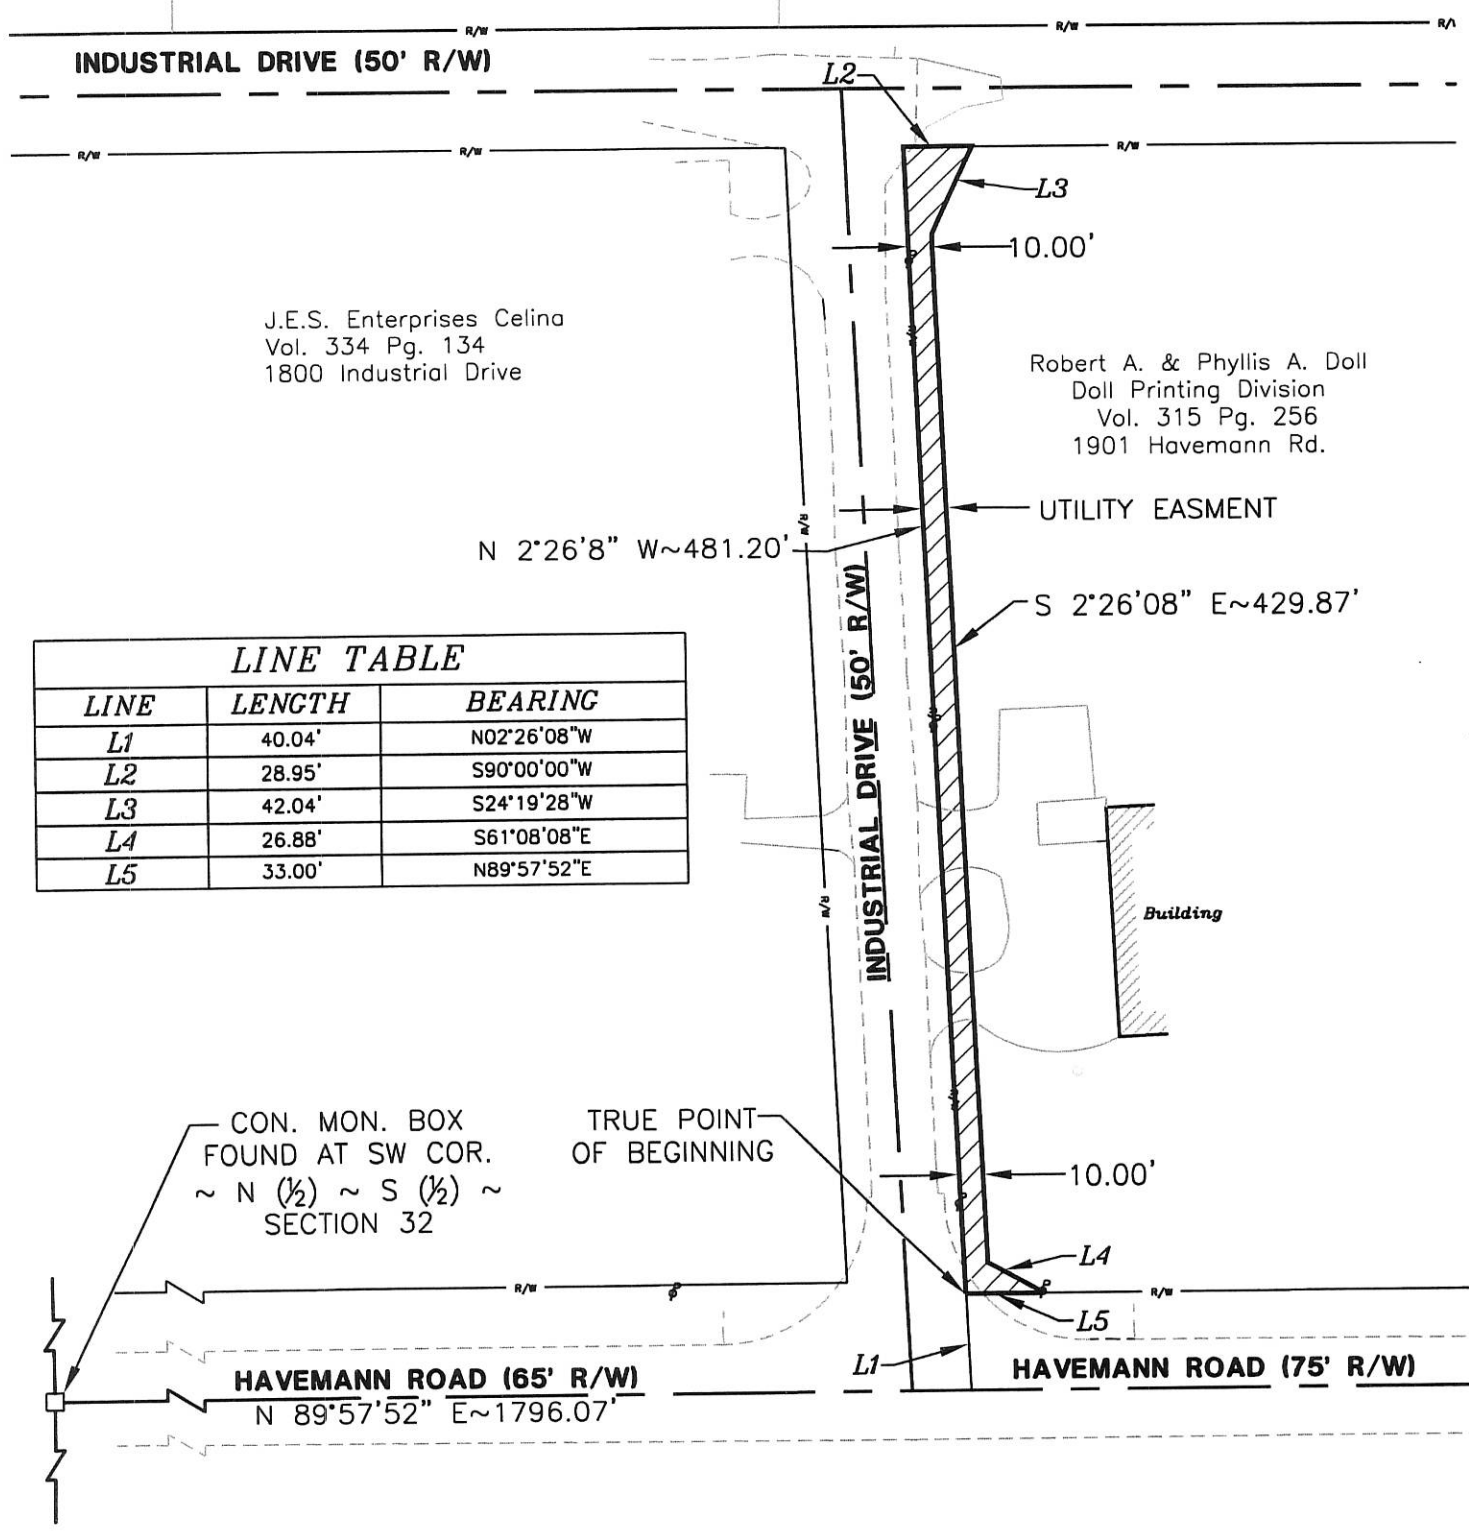 R/W
R/W
R/
INDUSTRIAL DRIVE (50' R/W)
L2
R/W
R/W
R/W
L3
10.00'
J.E.S. Enterprises Celina
Vol. 334 Pg. 134
1800 Industrial Drive
Robert A. & Phyllis A. Doll
Doll Printing Division
Vol. 315 Pg. 256
1901 Havemann Rd.
R/W
UTILITY EASMENT
N 2°26'8" W~481.20'
S 2°26'08" E~429.87'
INDUSTRIAL DRIVE (50' R/W)
LINE TABLE
LINE LENGTH BEARING
L1 40.04' N02°26'08"W
L2 28.95' S90°00'00"W
L3 42.04' S24°19'28"W
L4 26.88' S61°08'08"E
L5 33.00' N89°57'52"E
R/W
Building
CON. MON. BOX
FOUND AT SW COR.
~ N (½) ~ S (½) ~
SECTION 32
TRUE POINT
OF BEGINNING
10.00'
L4
R/W
R/W
L5
L1
HAVEMANN ROAD (65' R/W)
N 89°57'52" E~1796.07'
HAVEMANN ROAD (75' R/W)